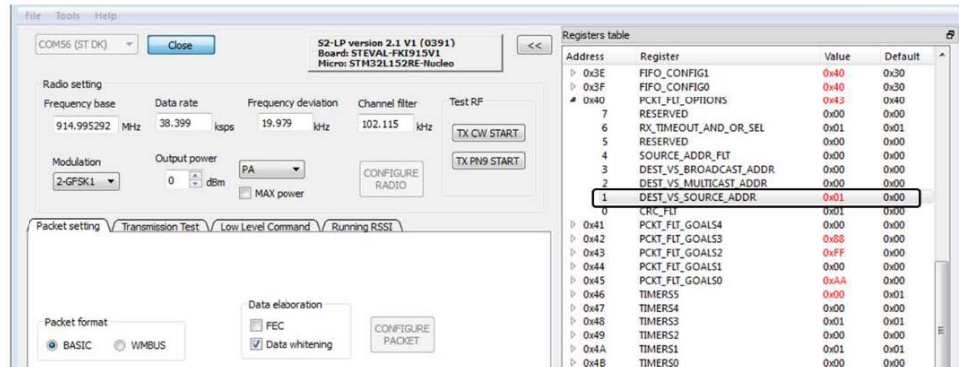 File Tools Help
COM56 (ST DK) Close
S2-LP version 2.1 V1 (0391)
Board: STEVAL-FKI915V1
Micro: STM32L152RE-Nucleo
<<
Radio setting
Frequency base Data rate Frequency deviation Channel filter Test RF
914.995292 MHz 38.399 ksps 19.979 kHz 102.115 kHz
TX CW START
Modulation Output power
TX PN9 START
2-GFSK1 0 dBm PA
MAX power
CONFIGURE
RADIO
Packet setting Transmission Test Low Level Command Running RSSI
Packet format
BASIC WMBUS
Data elaboration
FEC
Data whitening
CONFIGURE
PACKET
Registers table
Address Register Value Default
0x3E FIFO_CONFIG1 0x40 0x30
0x3F FIFO_CONFIG0 0x40 0x30
0x40 PCKT_FLT_OPTIONS 0x43 0x40
7 RESERVED 0x00 0x00
6 RX_TIMEOUT_AND_OR_SEL 0x01 0x01
5 RESERVED 0x00 0x00
4 SOURCE_ADDR_FLT 0x00 0x00
3 DEST_VS_BROADCAST_ADDR 0x00 0x00
2 DEST_VS_MULTICAST_ADDR 0x00 0x00
1 DEST_VS_SOURCE_ADDR 0x01 0x00
0 CRC_FLT 0x01 0x00
0x41 PCKT_FLT_GOALS4 0x00 0x00
0x42 PCKT_FLT_GOALS3 0x88 0x00
0x43 PCKT_FLT_GOALS2 0xFF 0x00
0x44 PCKT_FLT_GOALS1 0x00 0x00
0x45 PCKT_FLT_GOALS0 0xAA 0x00
0x46 TIMERS5 0x00 0x01
0x47 TIMERS4 0x00 0x00
0x48 TIMERS3 0x01 0x01
0x49 TIMERS2 0x00 0x00
0x4A TIMERS1 0x01 0x01
0x4B TIMERS0 0x00 0x00